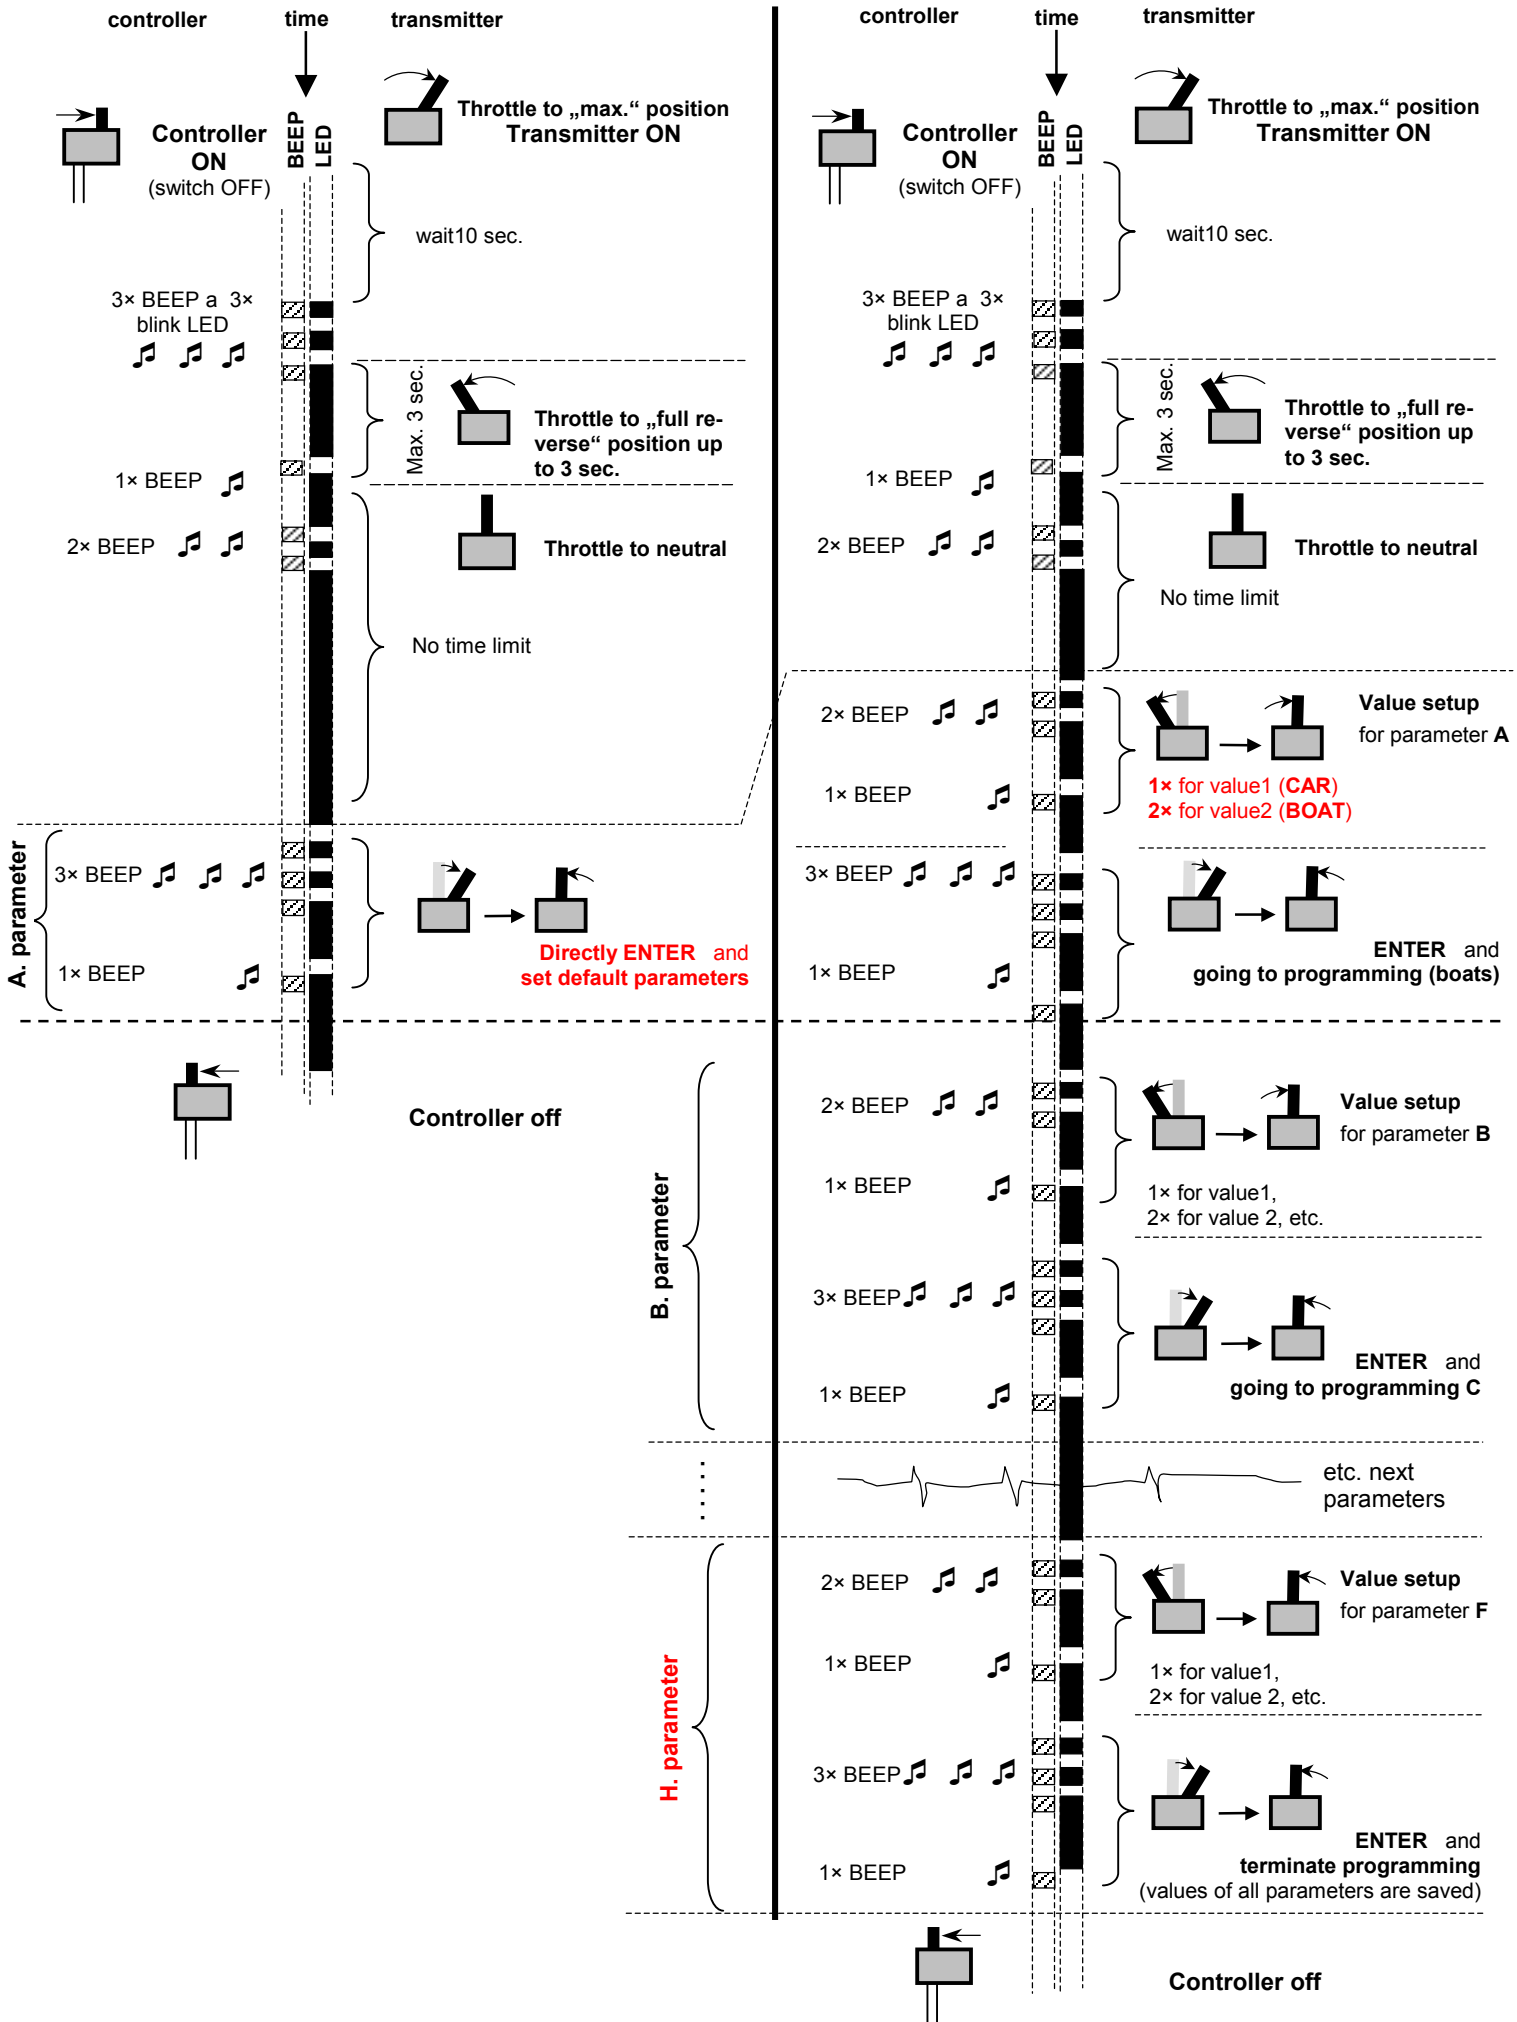 controller
time
transmitter
BEEP
LED
Throttle to „max.“ position
Transmitter ON
Controller
ON
(switch OFF)
wait10 sec.
3× BEEP a 3×
blink LED
Max. 3 sec.
Throttle to „full re-
verse“ position up
to 3 sec.
1× BEEP
2× BEEP
Throttle to neutral
No time limit
A. parameter
3× BEEP
1× BEEP
Directly ENTER and
set default parameters
Controller off
controller
time
transmitter
BEEP
LED
Throttle to „max.“ position
Transmitter ON
Controller
ON
(switch OFF)
wait10 sec.
3× BEEP a 3×
blink LED
Max. 3 sec.
Throttle to „full re-
verse“ position up
to 3 sec.
1× BEEP
2× BEEP
Throttle to neutral
No time limit
2× BEEP
Value setup
for parameter A
1× BEEP
1× for value1 (CAR)
2× for value2 (BOAT)
3× BEEP
1× BEEP
ENTER and
going to programming (boats)
B. parameter
2× BEEP
Value setup
for parameter B
1× BEEP
1× for value1,
2× for value 2, etc.
3× BEEP
ENTER and
going to programming C
1× BEEP
etc. next
parameters
H. parameter
2× BEEP
Value setup
for parameter F
1× BEEP
1× for value1,
2× for value 2, etc.
3× BEEP
ENTER and
terminate programming
(values of all parameters are saved)
1× BEEP
Controller off